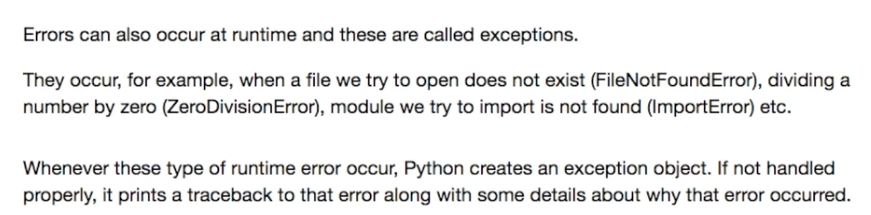 Errors can also occur at runtime and these are called exceptions.
They occur, for example, when a file we try to open does not exist (FileNotFoundError), dividing a
number by zero (ZeroDivisionError), module we try to import is not found (ImportError) etc.
Whenever these type of runtime error occur, Python creates an exception object. If not handled
properly, it prints a traceback to that error along with some details about why that error occurred.